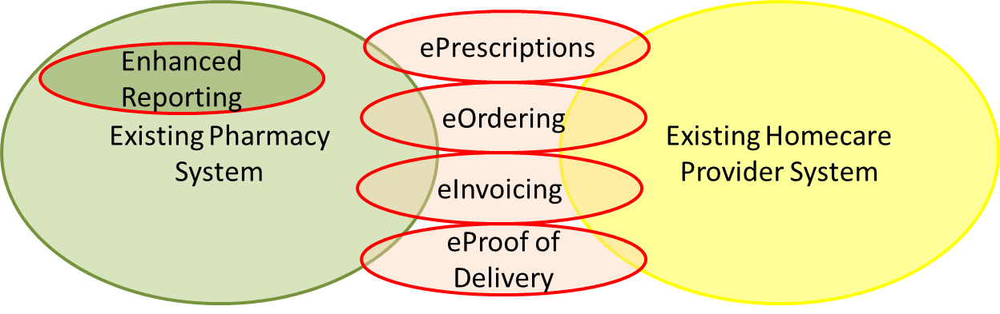 Enhanced
Reporting
Existing Pharmacy
System
ePrescriptions
eOrdering
eInvoicing
eProof of
Delivery
Existing Homecare
Provider System